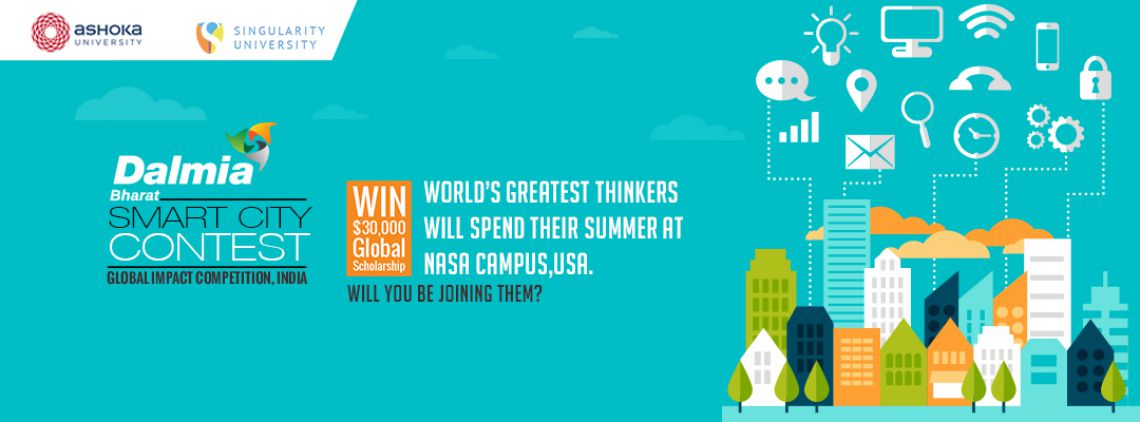 ASHOKA
UNIVERSITY
SINGULARITY
UNIVERSITY
Dalmia
Bharat
SMART CITY
CONTEST
GLOBAL IMPACT COMPETITION, INDIA
WIN
$30,000
Global
Scholarship
WORLD'S GREATEST THINKERS
WILL SPEND THEIR SUMMER AT
NASA CAMPUS,USA.
WILL YOU BE JOINING THEM?